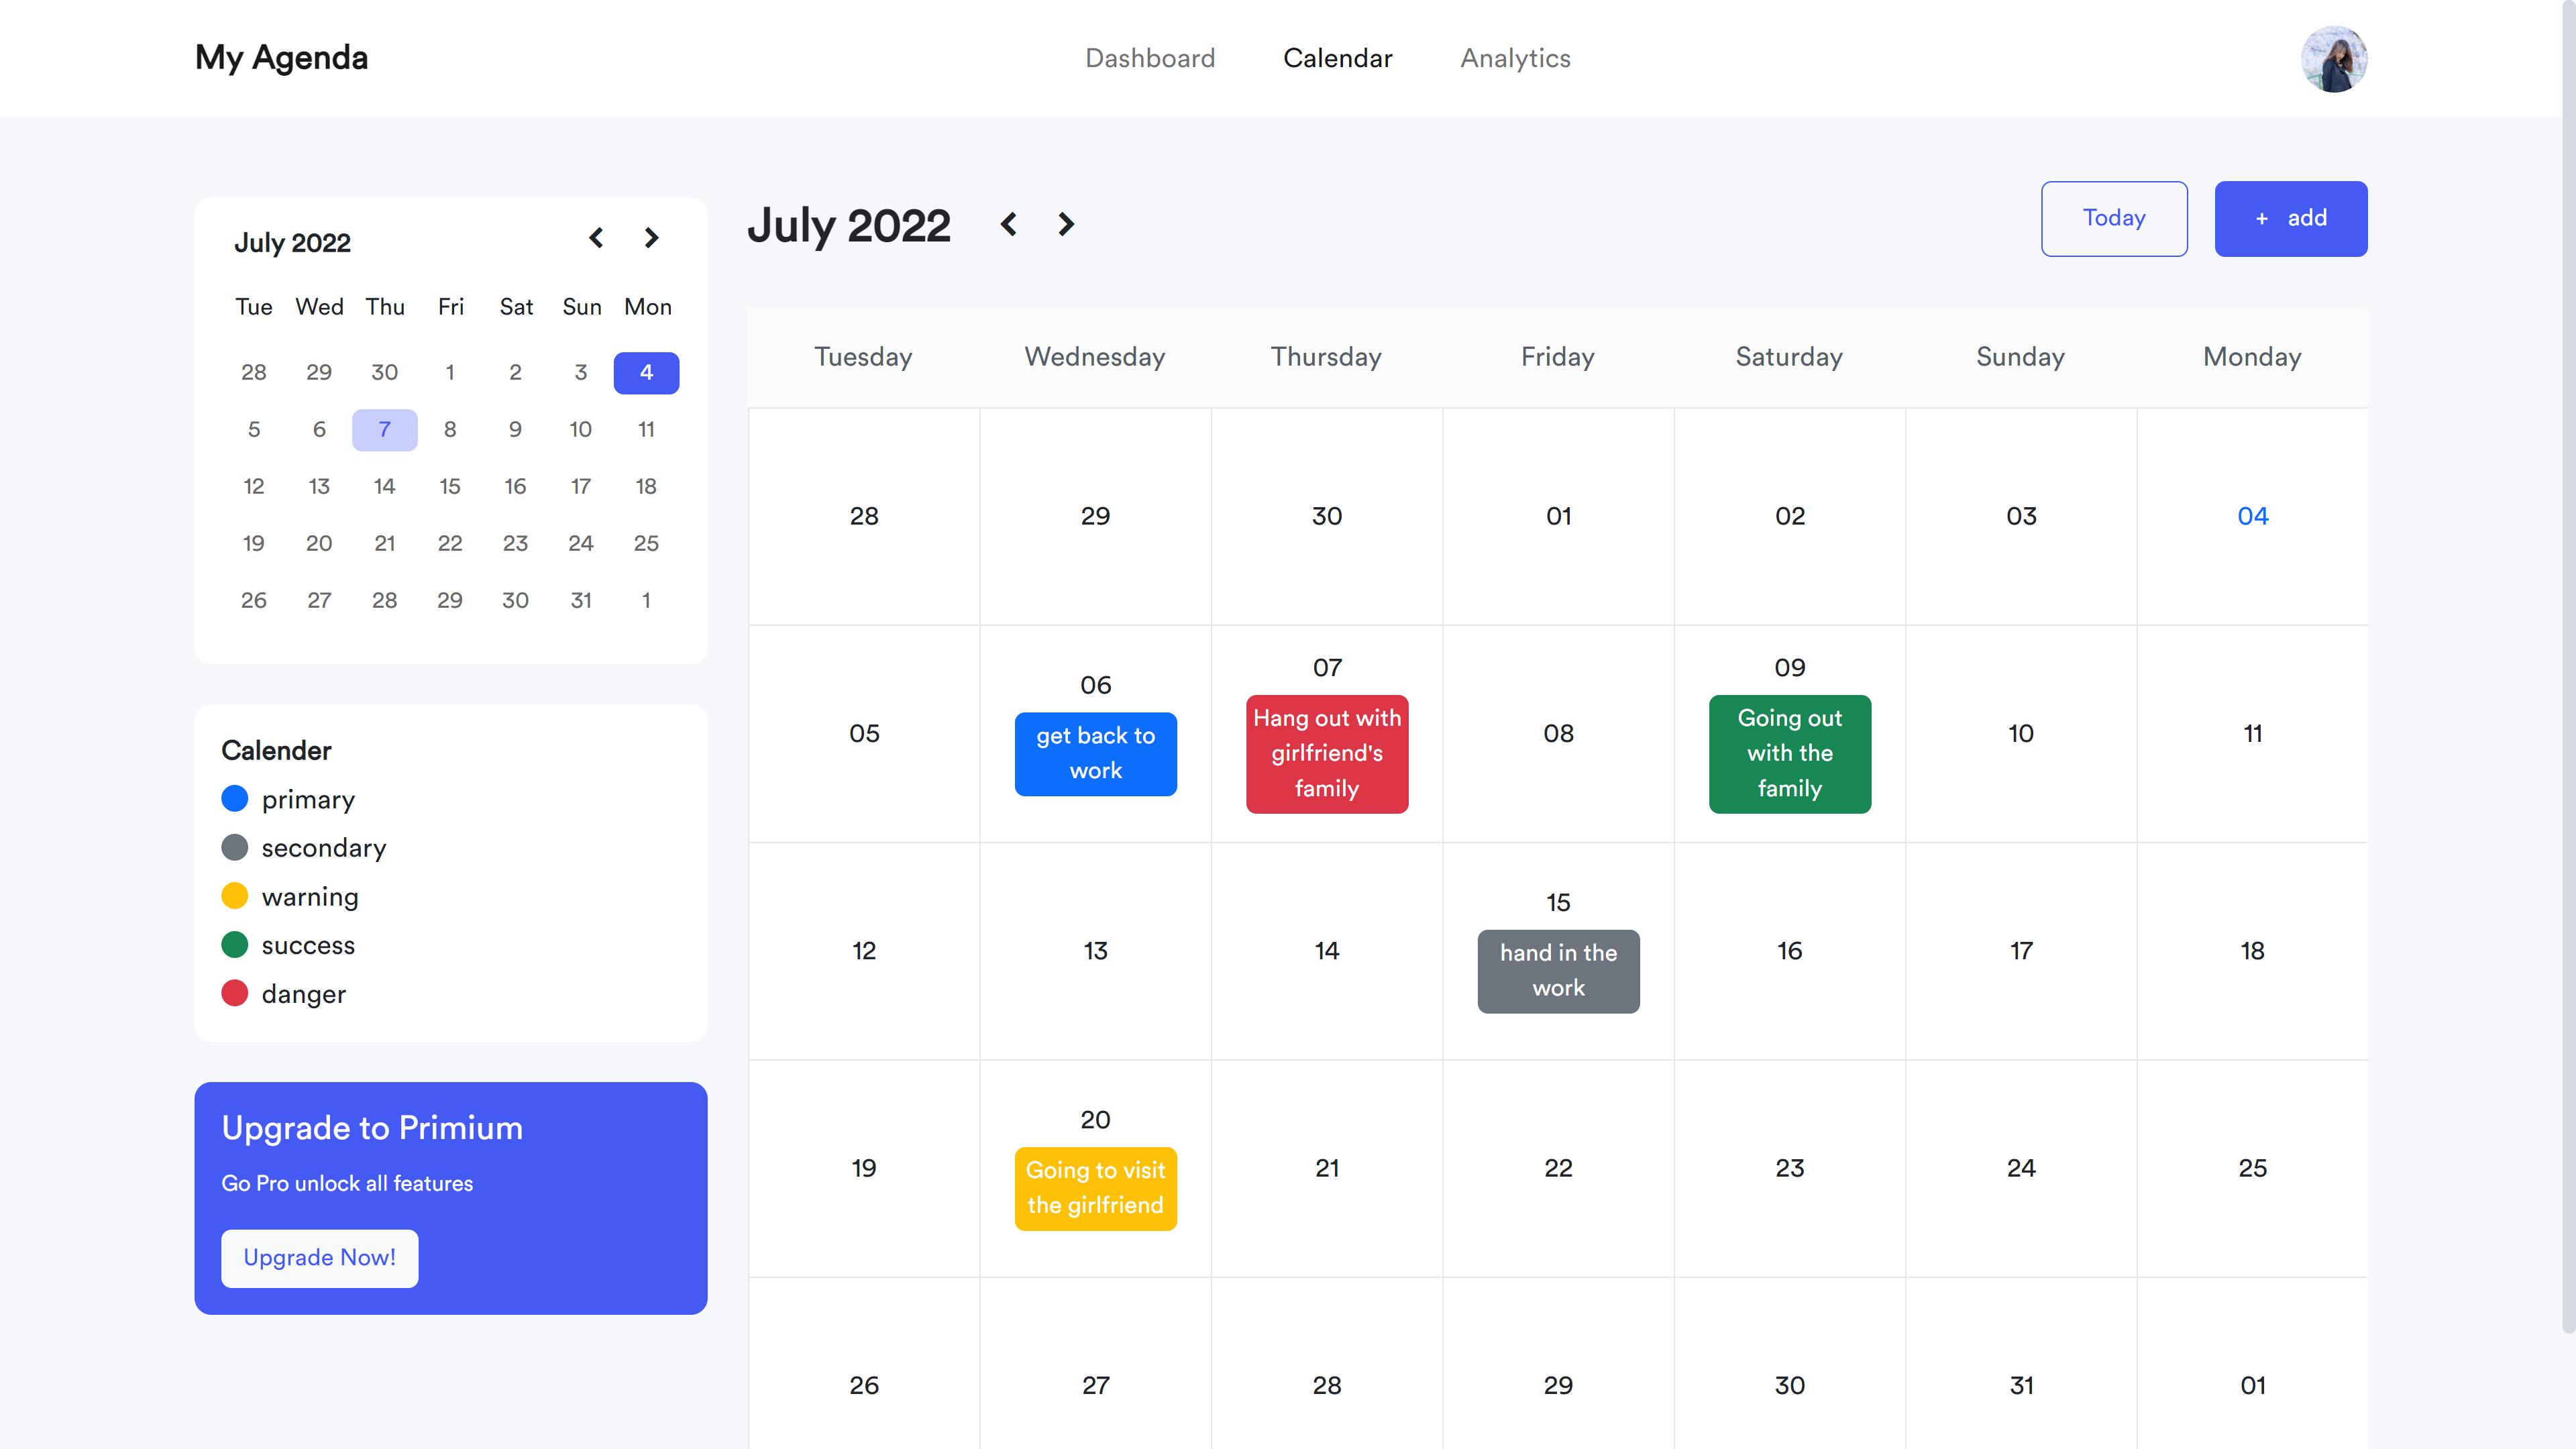 My Agenda
Dashboard Calendar Analytics
July 2022
Tue Wed Thu Fri Sat Sun Mon
28 29 30 1 2 3 4
5 6 7 8 9 10 11
12 13 14 15 16 17 18
19 20 21 22 23 24 25
26 27 28 29 30 31 1
Calender
primary
secondary
warning
success
danger
Upgrade to Primium
Go Pro unlock all features
Upgrade Now!
July 2022
Today
+ add
Tuesday Wednesday Thursday Friday Saturday Sunday Monday
28 29 30 01 02 03 04
05
06
get back to
work
07
Hang out with
girlfriend's
family
08
09
Going out
with the
family
10
11
12
13
14
15
hand in the
work
16
17
18
19
20
Going to visit
the girlfriend
21
22
23
24
25
26 27 28 29 30 31 01